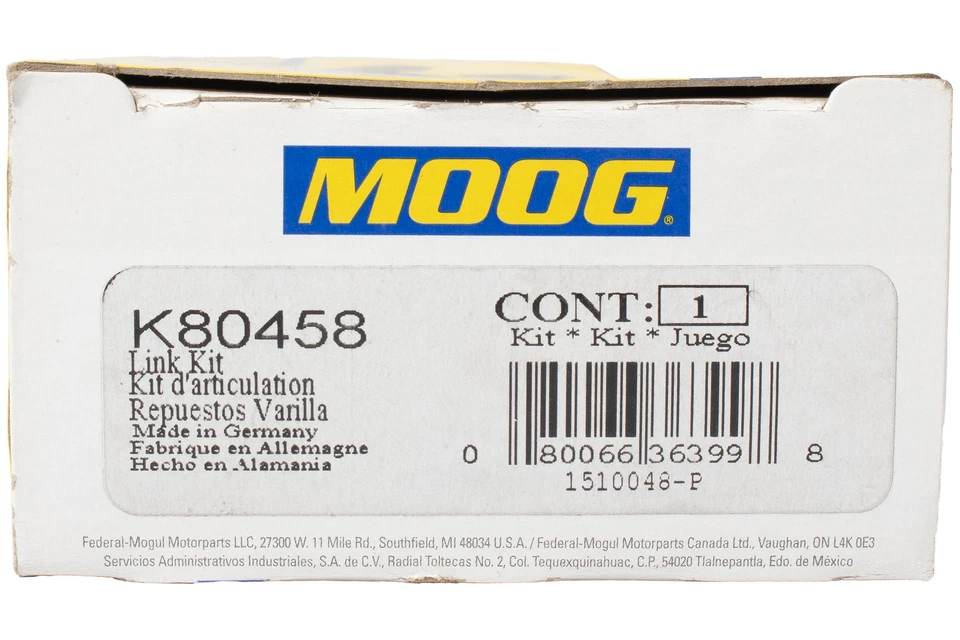 MOOG®
K80458
Link Kit
Kit d'articulation
Repuestos Varilla
Made in Germany
Fabrique en Allemagne
Hecho en Alamania
CONT: 1
Kit * Kit * Juego
0 80066 36399 8
1510048-P
Federal-Mogul Motorparts LLC, 27300 W. 11 Mile Rd., Southfield, MI 48034 U.S.A. / Federal-Mogul Motorparts Canada Ltd., Vaughan, ON L4K 0E3
Servicios Administrativos Industriales, S.A. de C.V., Radial Toltecas No. 2, Col. Tequexquinahuac, C.P., 54020 Tlalnepantla, Edo. de México